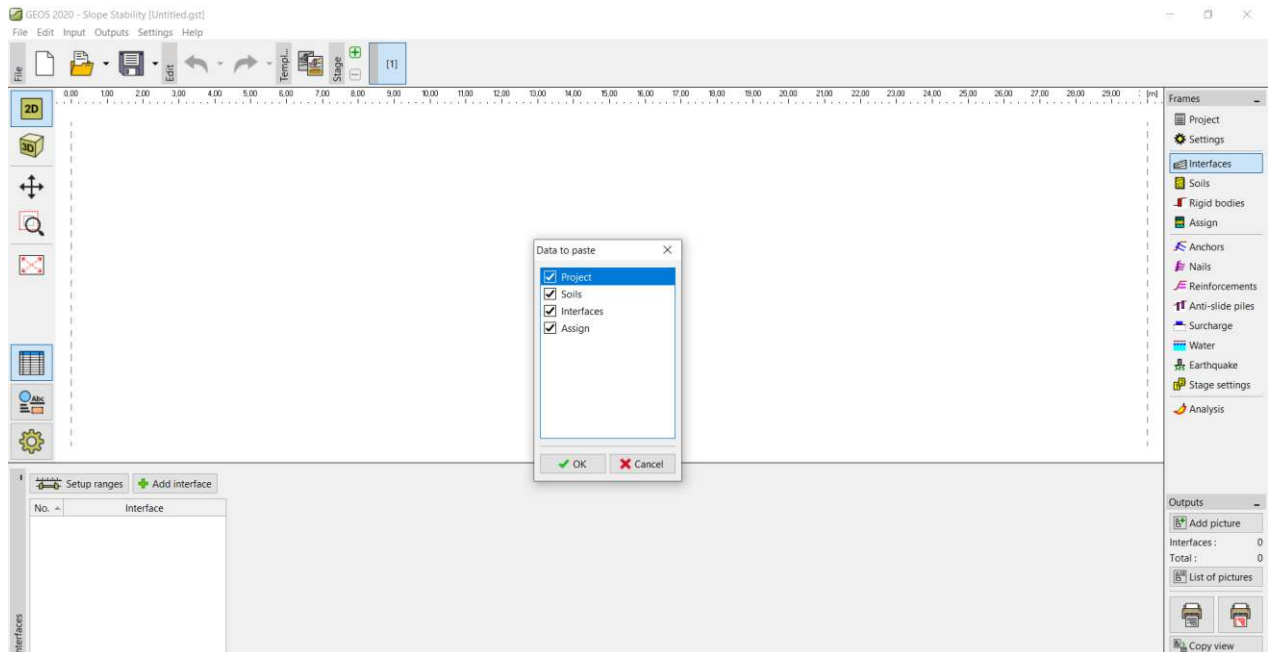 GEO5 2020 - Slope Stability [Untitled.gst]
File Edit Input Outputs Settings Help
File
Edit
Templ...
Stage
[1]
0,00 1,00 2,00 3,00 4,00 5,00 6,00 7,00 8,00 9,00 10,00 11,00 12,00 13,00 14,00 15,00 16,00 17,00 18,00 19,00 20,00 21,00 22,00 23,00 24,00 25,00 26,00 27,00 28,00 29,00 [m]
2D
3D
Abc
Data to paste
Project
Soils
Interfaces
Assign
OK Cancel
Frames
Project
Settings
Interfaces
Soils
Rigid bodies
Assign
Anchors
Nails
Reinforcements
Anti-slide piles
Surcharge
Water
Earthquake
Stage settings
Analysis
Setup ranges Add interface
No. Interface
Interfaces
Outputs
Add picture
Interfaces : 0
Total : 0
List of pictures
Copy view